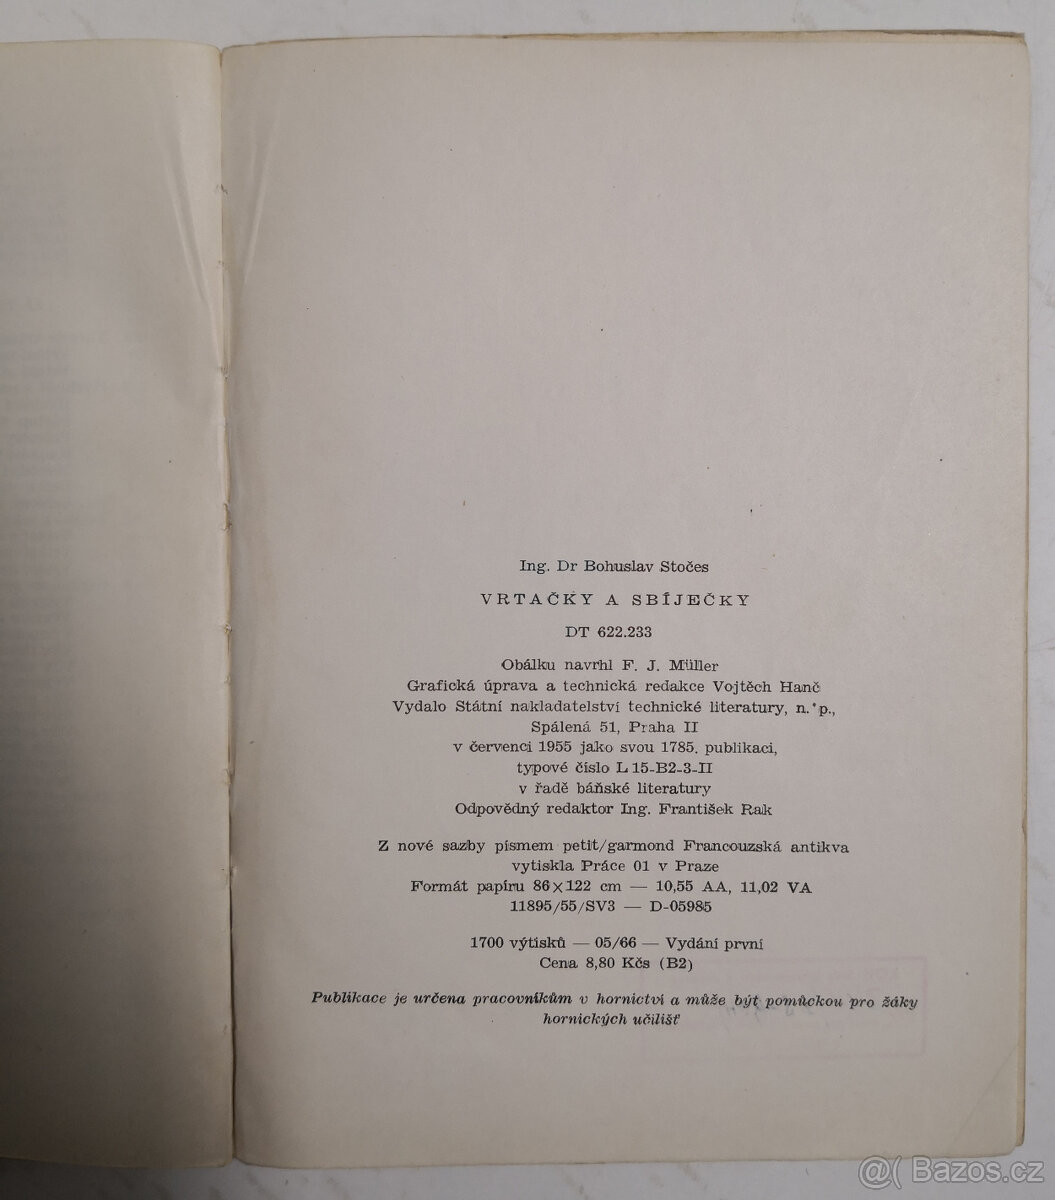 Ing. Dr Bohuslav Stočes
VRTAČKY A SBÍJEČKY
DT 622.233
Obálku navrhl F. J. Müller
Grafická úprava a technická redakce Vojtěch Hanč
Vydalo Státní nakladatelství technické literatury, n. p.,
Spálená 51, Praha II
v červenci 1955 jako svou 1785. publikaci,
typové číslo L 15-B2-3-II
v řadě báňské literatury
Odpovědný redaktor Ing. František Rak
Z nové sazby písmem petit/garmond Francouzská antikva
vytiskla Práce 01 v Praze
Formát papíru 86×122 cm — 10,55 AA, 11,02 VA
11895/55/SV3 — D-05985
1700 výtisků — 05/66 — Vydání první
Cena 8,80 Kčs (B2)
Publikace je určena pracovníkům v hornictví a může být pomůckou pro žáky
hornických učilišť
@( Bazos.cz